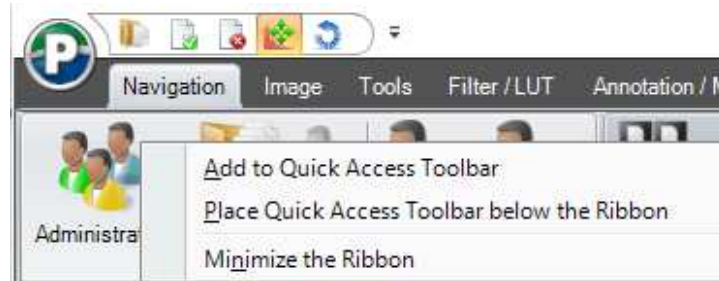 P
Navigation Image Tools Filter / LUT Annotation /
Add to Quick Access Toolbar
Place Quick Access Toolbar below the Ribbon
Administra
Minimize the Ribbon